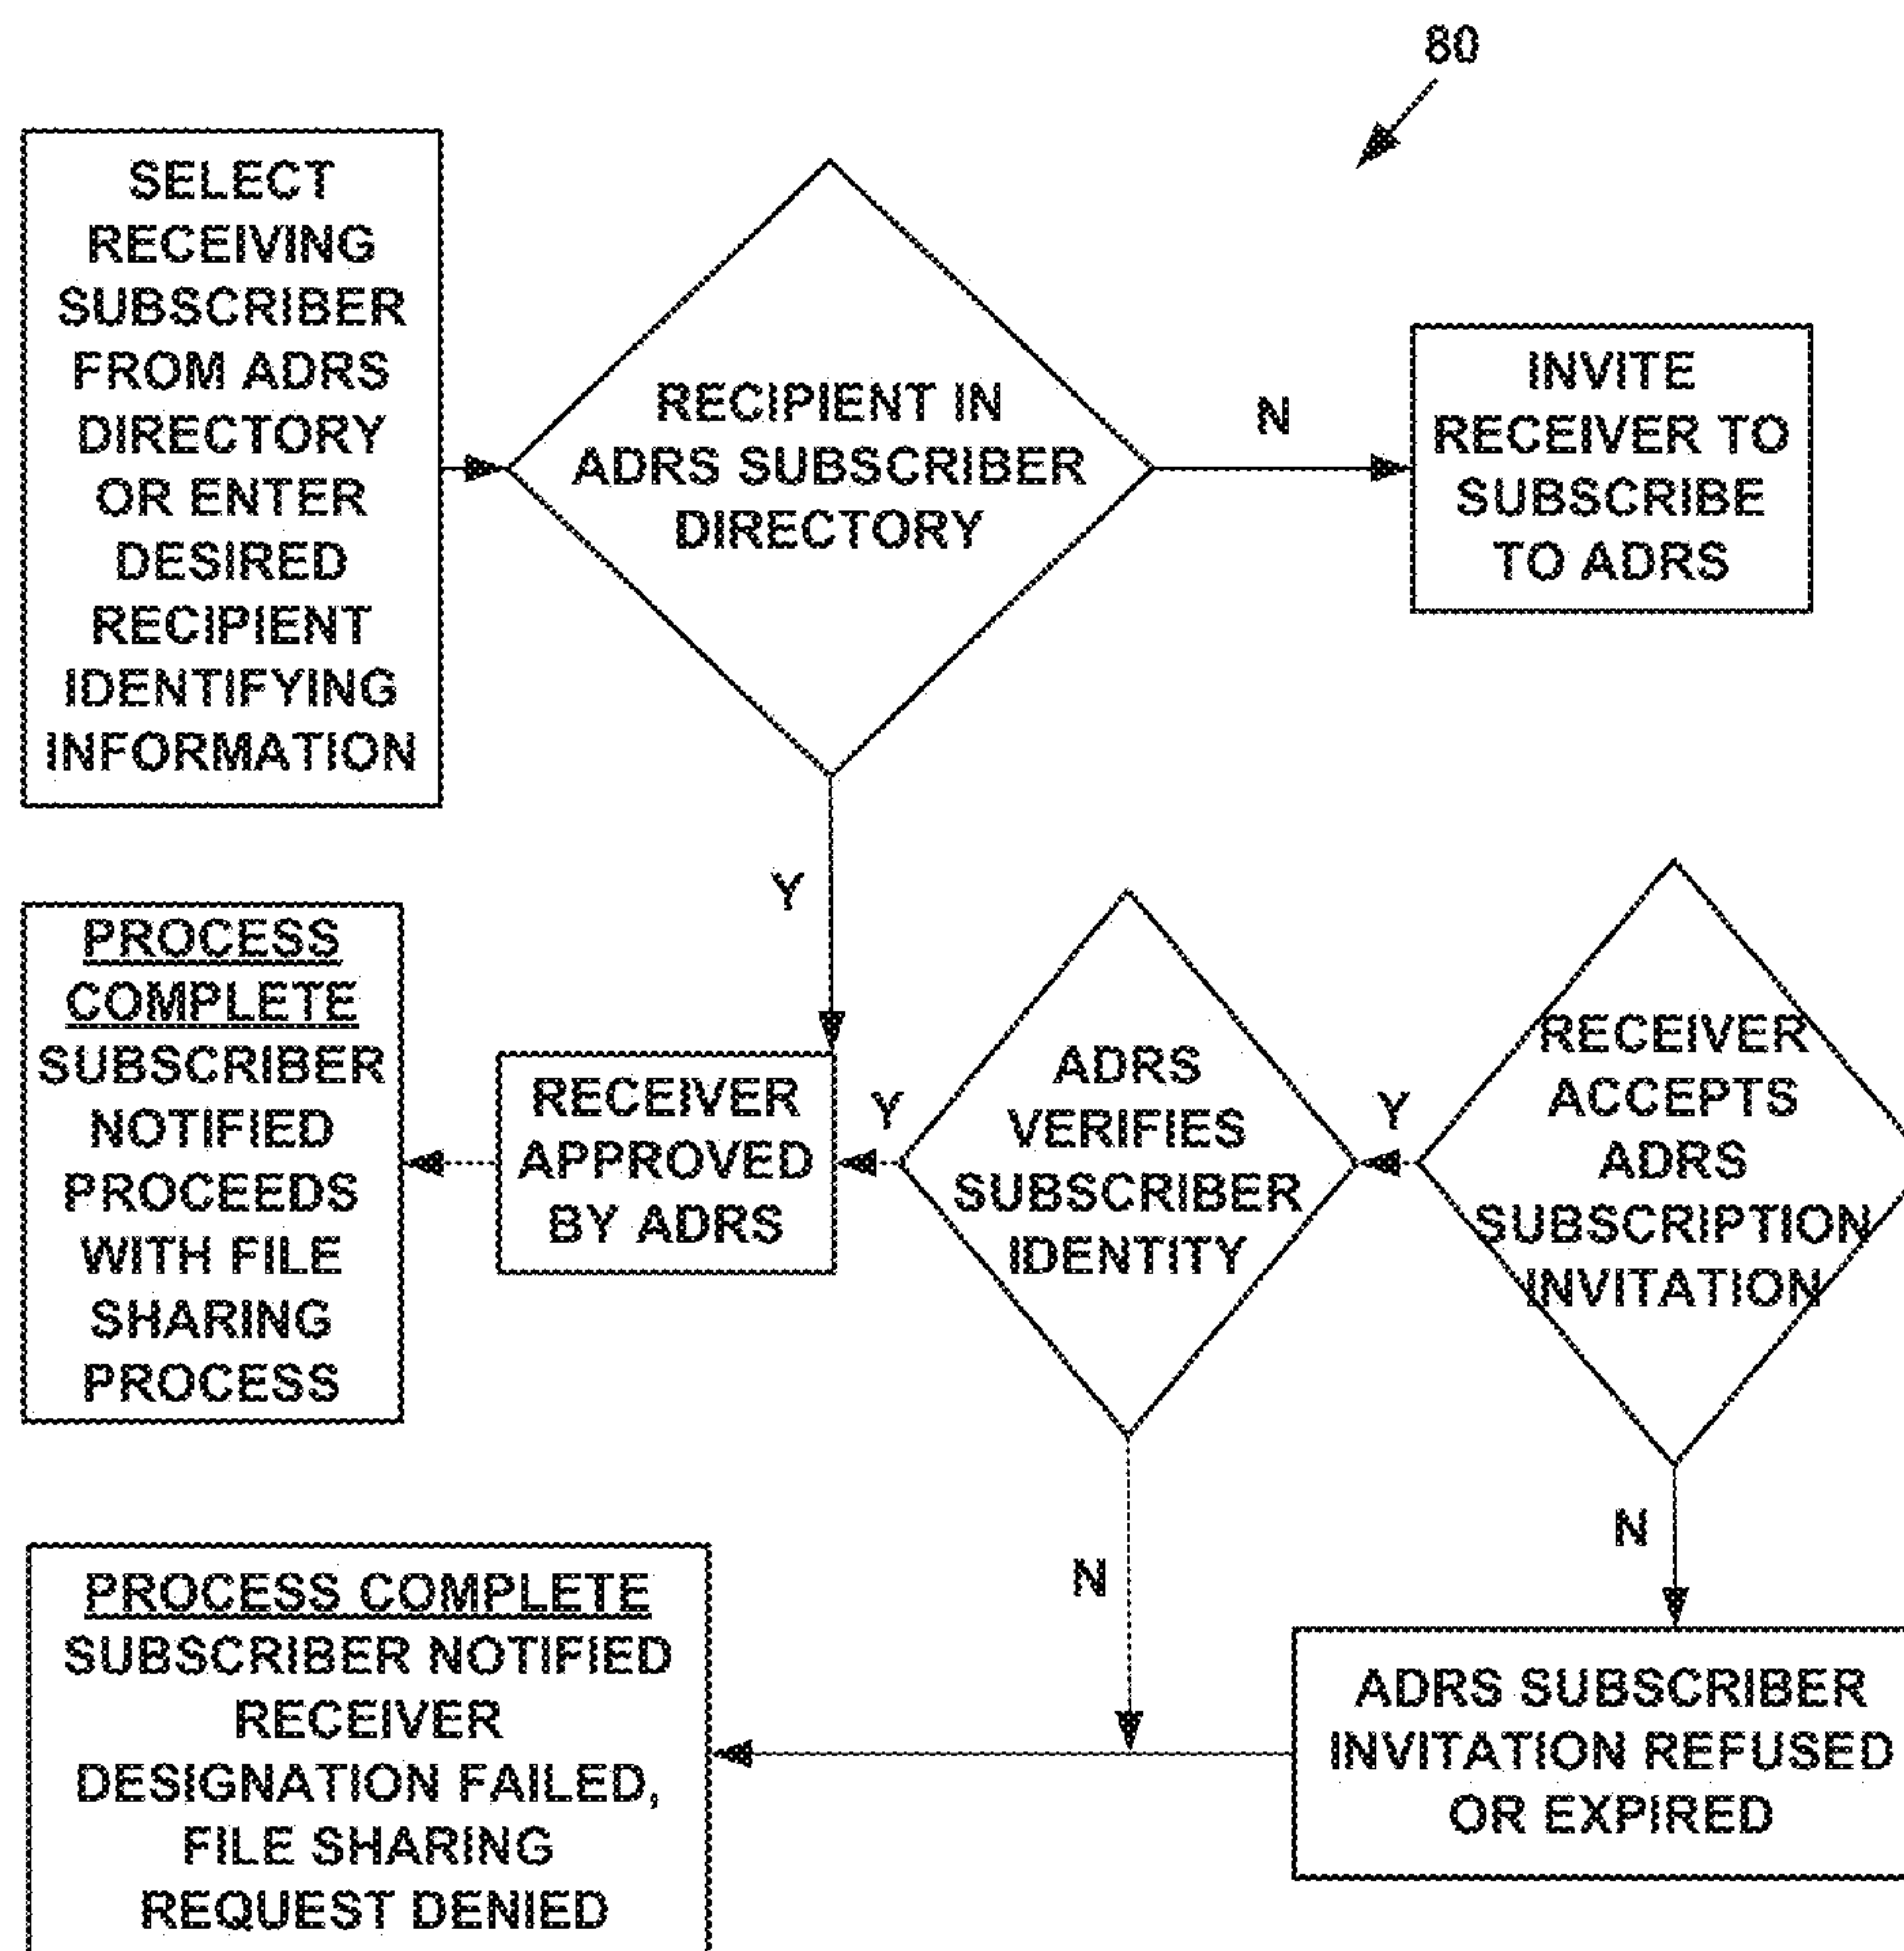 80
SELECT
RECEIVING
SUBSCRIBER
FROM ADRS
DIRECTORY
OR ENTER
DESIRED
RECIPIENT
IDENTIFYING
INFORMATION
RECIPIENT IN
ADRS SUBSCRIBER
DIRECTORY
N
INVITE
RECEIVER TO
SUBSCRIBE
TO ADRS
Y
PROCESS
COMPLETE
SUBSCRIBER
NOTIFIED
PROCEEDS
WITH FILE
SHARING
PROCESS
RECEIVER
APPROVED
BY ADRS
Y
ADRS
VERIFIES
SUBSCRIBER
IDENTITY
Y
RECEIVER
ACCEPTS
ADRS
SUBSCRIPTION
INVITATION
N
N
PROCESS COMPLETE
SUBSCRIBER NOTIFIED
RECEIVER
DESIGNATION FAILED,
FILE SHARING
REQUEST DENIED
ADRS SUBSCRIBER
INVITATION REFUSED
OR EXPIRED